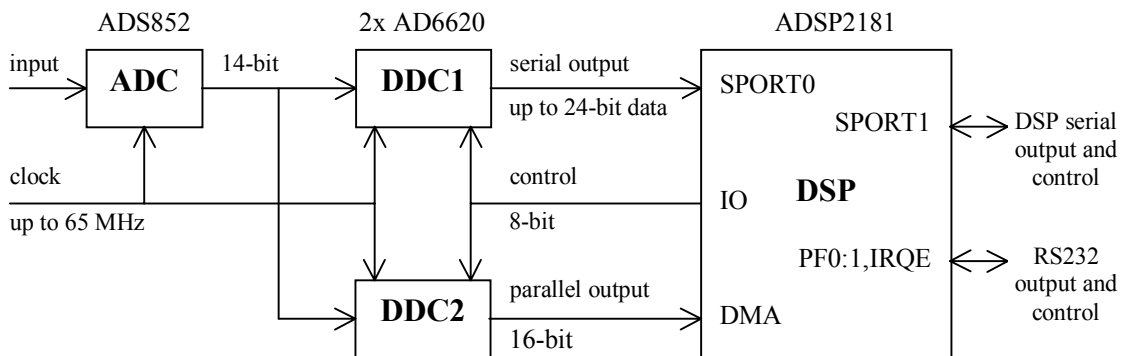 ADS852
2x AD6620
ADSP2181
input
ADC
14-bit
DDC1
serial output
up to 24-bit data
SPORT0
SPORT1
DSP serial
output and
control
clock
up to 65 MHz
control
8-bit
IO
DSP
PF0:1,IRQE
RS232
output and
control
DDC2
parallel output
16-bit
DMA